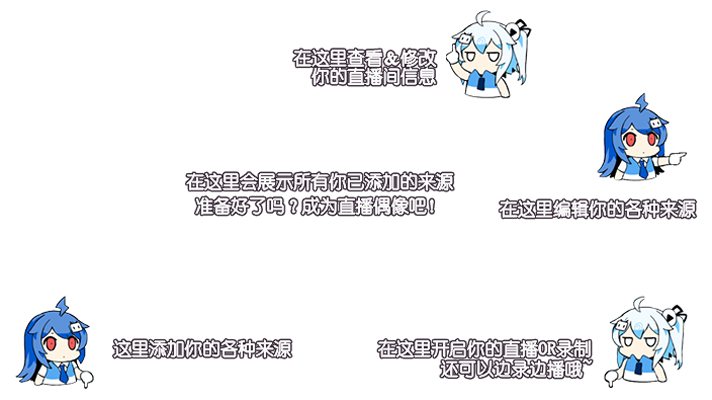 在这里查看&修改
你的直播间信息
在这里会展示所有你已添加的来源
准备好了吗？成为直播偶像吧！
在这里编辑你的各种来源
这里添加你的各种来源
在这里开启你的直播OR录制
还可以边录边播哦~